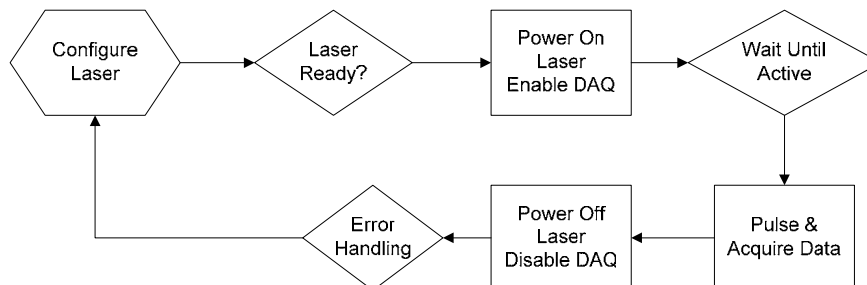 Configure
Laser
Laser
Ready?
Power On
Laser
Enable DAQ
Wait Until
Active
Pulse &
Acquire Data
Power Off
Laser
Disable DAQ
Error
Handling